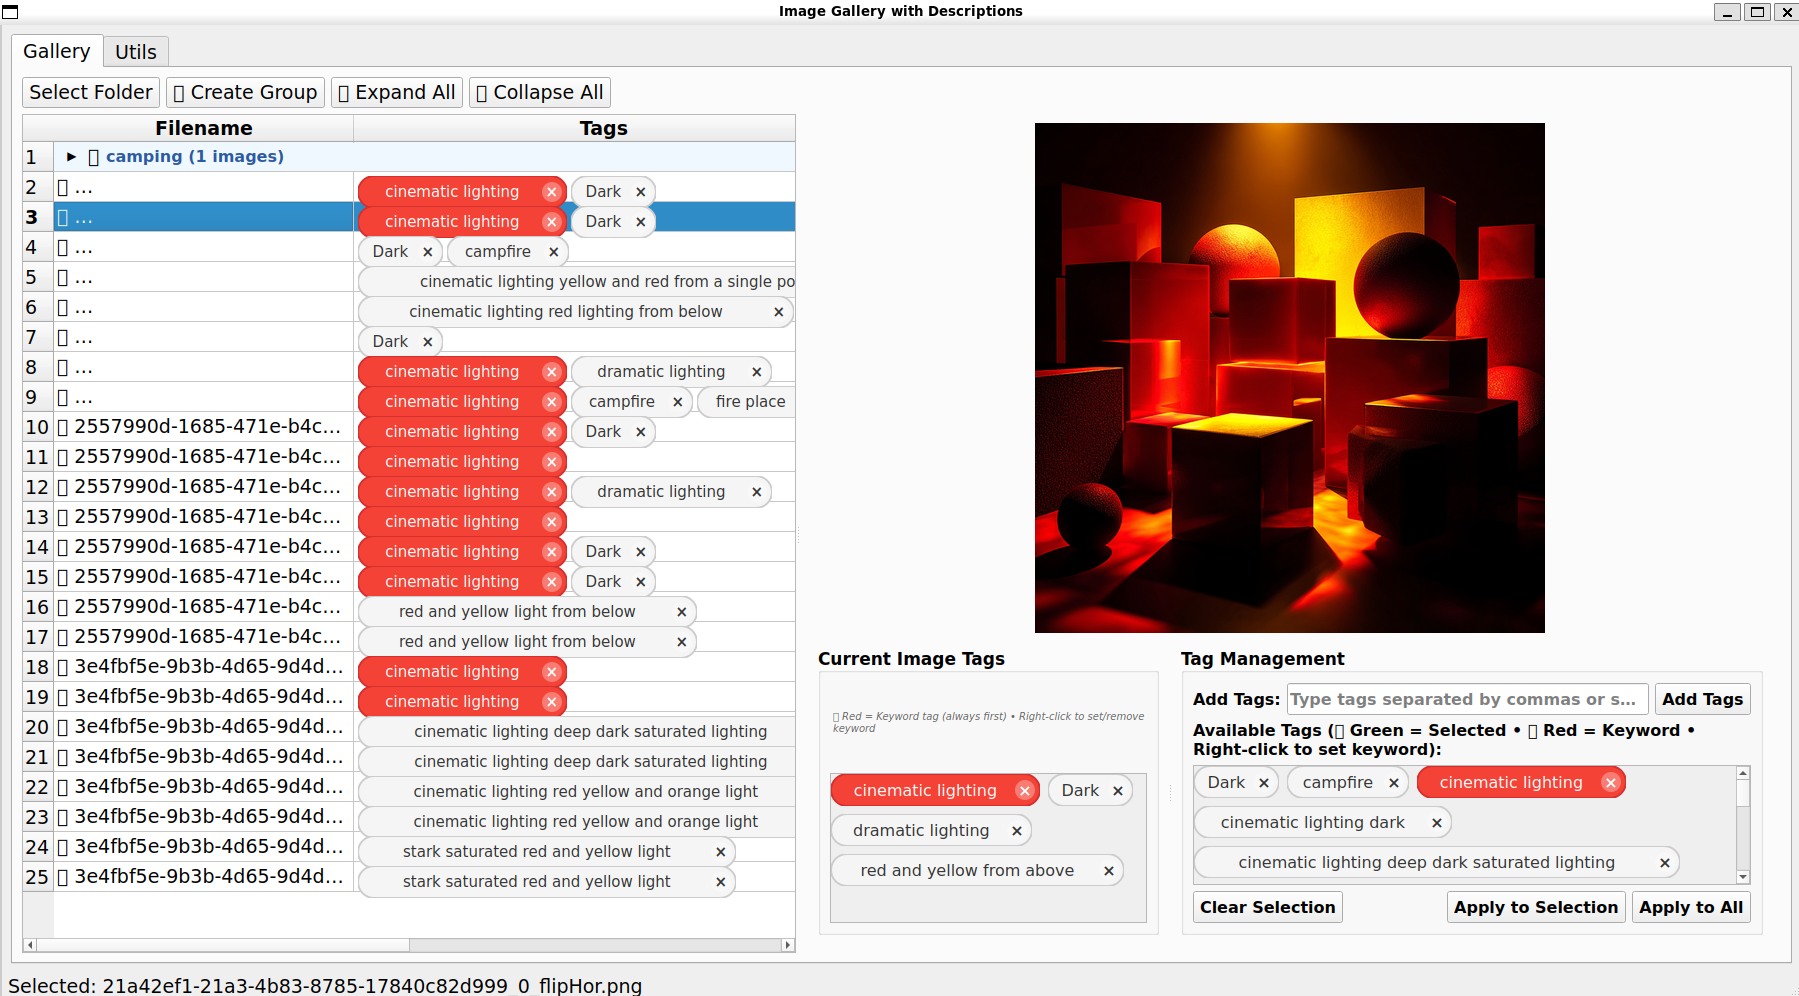 Image Gallery with Descriptions
Gallery Utils
Select Folder Create Group Expand All Collapse All
Filename Tags
1 ▶ camping (1 images)
2 ... cinematic lighting × Dark ×
3 ... cinematic lighting × Dark ×
4 ... Dark × campfire ×
5 ... cinematic lighting yellow and red from a single po
6 ... cinematic lighting red lighting from below ×
7 ... Dark ×
8 ... cinematic lighting × dramatic lighting ×
9 ... cinematic lighting × campfire × fire place
10 2557990d-1685-471e-b4c... cinematic lighting × Dark ×
11 2557990d-1685-471e-b4c... cinematic lighting ×
12 2557990d-1685-471e-b4c... cinematic lighting × dramatic lighting ×
13 2557990d-1685-471e-b4c... cinematic lighting ×
14 2557990d-1685-471e-b4c... cinematic lighting × Dark ×
15 2557990d-1685-471e-b4c... cinematic lighting × Dark ×
16 2557990d-1685-471e-b4c... red and yellow light from below ×
17 2557990d-1685-471e-b4c... red and yellow light from below ×
18 3e4fbf5e-9b3b-4d65-9d4d... cinematic lighting ×
19 3e4fbf5e-9b3b-4d65-9d4d... cinematic lighting ×
20 3e4fbf5e-9b3b-4d65-9d4d... cinematic lighting deep dark saturated lighting
21 3e4fbf5e-9b3b-4d65-9d4d... cinematic lighting deep dark saturated lighting
22 3e4fbf5e-9b3b-4d65-9d4d... cinematic lighting red yellow and orange light
23 3e4fbf5e-9b3b-4d65-9d4d... cinematic lighting red yellow and orange light
24 3e4fbf5e-9b3b-4d65-9d4d... stark saturated red and yellow light ×
25 3e4fbf5e-9b3b-4d65-9d4d... stark saturated red and yellow light ×
Current Image Tags
Red = Keyword tag (always first) • Right-click to set/remove
keyword
cinematic lighting × Dark ×
dramatic lighting ×
red and yellow from above ×
Tag Management
Add Tags: Type tags separated by commas or s... Add Tags
Available Tags ( Green = Selected • Red = Keyword •
Right-click to set keyword):
Dark × campfire × cinematic lighting ×
cinematic lighting dark ×
cinematic lighting deep dark saturated lighting ×
Clear Selection Apply to Selection Apply to All
Selected: 21a42ef1-21a3-4b83-8785-17840c82d999_0_flipHor.png